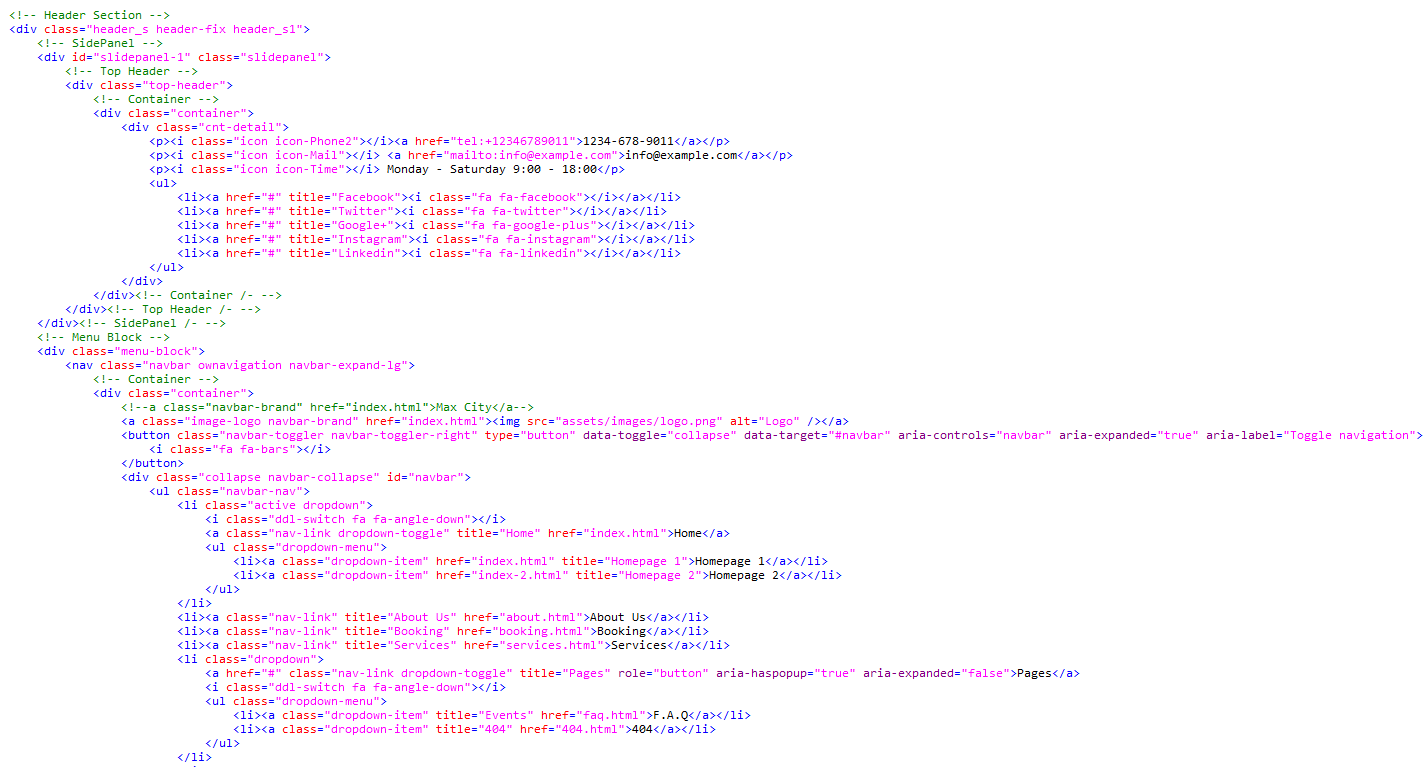 <!-- Header Section -->
<div class="header_s header-fix header_s1">
<!-- SidePanel -->
<div id="slidepanel-1" class="slidepanel">
<!-- Top Header -->
<div class="top-header">
<!-- Container -->
<div class="container">
<div class="cnt-detail">
<p><i class="icon icon-Phone2"></i><a href="tel:+12346789011">1234-678-9011</a></p>
<p><i class="icon icon-Mail"></i> <a href="mailto:info@example.com">info@example.com</a></p>
<p><i class="icon icon-Time"></i> Monday - Saturday 9:00 - 18:00</p>
<ul>
<li><a href="#" title="Facebook"><i class="fa fa-facebook"></i></a></li>
<li><a href="#" title="Twitter"><i class="fa fa-twitter"></i></a></li>
<li><a href="#" title="Google+"><i class="fa fa-google-plus"></i></a></li>
<li><a href="#" title="Instagram"><i class="fa fa-instagram"></i></a></li>
<li><a href="#" title="Linkedin"><i class="fa fa-linkedin"></i></a></li>
</ul>
</div>
</div><!-- Container /- -->
</div><!-- Top Header /- -->
</div><!-- SidePanel /- -->
<!-- Menu Block -->
<div class="menu-block">
<nav class="navbar ownavigation navbar-expand-lg">
<!-- Container -->
<div class="container">
<!--a class="navbar-brand" href="index.html">Max City</a-->
<a class="image-logo navbar-brand" href="index.html"><img src="assets/images/logo.png" alt="Logo" /></a>
<button class="navbar-toggler navbar-toggler-right" type="button" data-toggle="collapse" data-target="#navbar" aria-controls="navbar" aria-expanded="true" aria-label="Toggle navigation">
<i class="fa fa-bars"></i>
</button>
<div class="collapse navbar-collapse" id="navbar">
<ul class="navbar-nav">
<li class="active dropdown">
<i class="ddl-switch fa fa-angle-down"></i>
<a class="nav-link dropdown-toggle" title="Home" href="index.html">Home</a>
<ul class="dropdown-menu">
<li><a class="dropdown-item" href="index.html" title="Homepage 1">Homepage 1</a></li>
<li><a class="dropdown-item" href="index-2.html" title="Homepage 2">Homepage 2</a></li>
</ul>
</li>
<li><a class="nav-link" title="About Us" href="about.html">About Us</a></li>
<li><a class="nav-link" title="Booking" href="booking.html">Booking</a></li>
<li><a class="nav-link" title="Services" href="services.html">Services</a></li>
<li class="dropdown">
<a href="#" class="nav-link dropdown-toggle" title="Pages" role="button" aria-haspopup="true" aria-expanded="false">Pages</a>
<i class="ddl-switch fa fa-angle-down"></i>
<ul class="dropdown-menu">
<li><a class="dropdown-item" title="Events" href="faq.html">F.A.Q</a></li>
<li><a class="dropdown-item" title="404" href="404.html">404</a></li>
</ul>
</li>